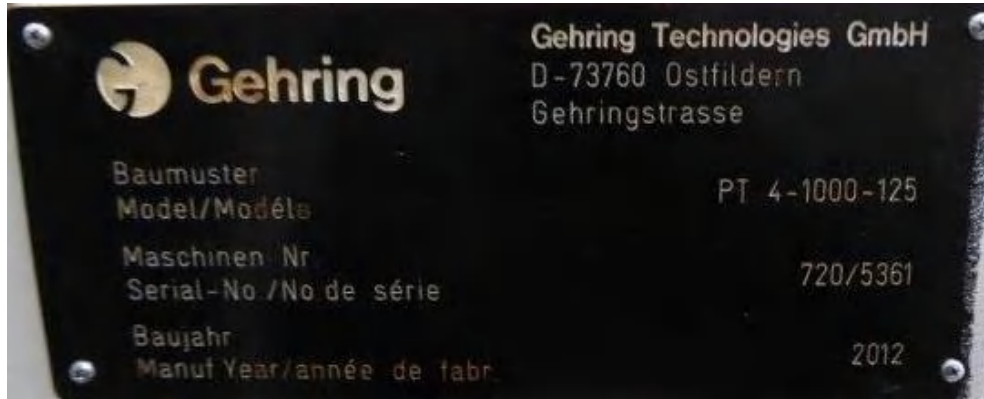 Gehring
Gehring Technologies GmbH
D-73760 Ostfildern
Gehringstrasse
Baumuster
Model/Modéle
PT 4-1000-125
Maschinen Nr
Serial-No./No de série
720/5361
Baujahr
Manuf Year/année de fabr.
2012